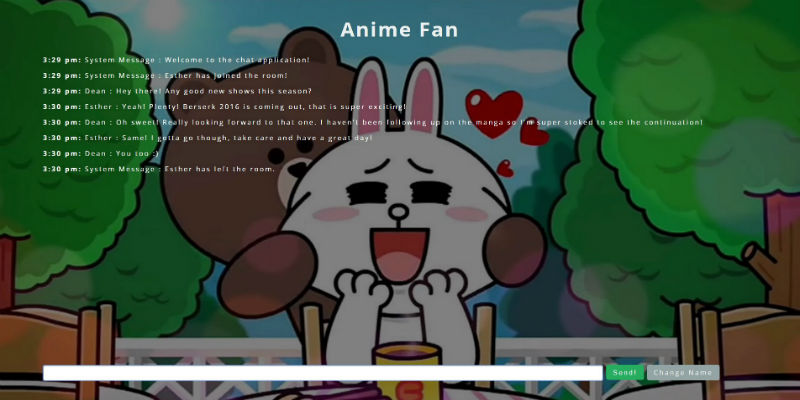 Anime Fan
3:29 pm: System Message : Welcome to the chat application!
3:29 pm: System Message : Esther has joined the room!
3:29 pm: Dean : Hey there! Any good new shows this season?
3:30 pm: Esther : Yeah! Plenty! Berserk 2016 is coming out, that is super exciting!
3:30 pm: Dean : Oh sweet! Really looking forward to that one. I haven't been following up on the manga so I'm super stoked to see the continuation!
3:30 pm: Esther : Same! I gotta go though, take care and have a great day!
3:30 pm: Dean : You too :)
3:30 pm: System Message : Esther has left the room.
Send! Change Name